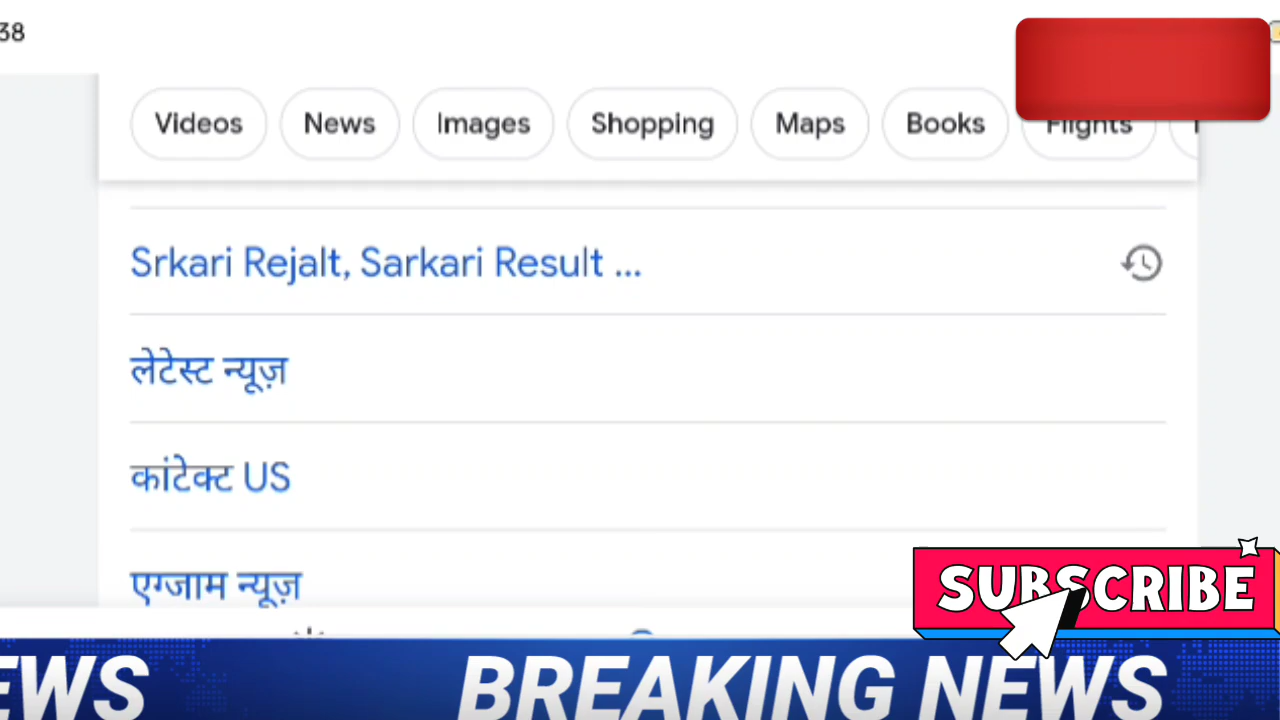 38
Videos News Images Shopping Maps Books Flights
Srkari Rejalt, Sarkari Result ...
लेटेस्ट न्यूज़
कांटेक्ट US
एग्जाम न्यूज़
SUBSCRIBE
EWS BREAKING NEWS